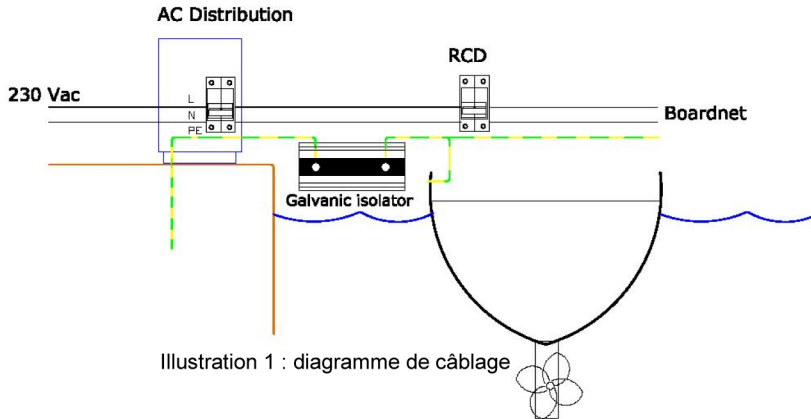 AC Distribution
RCD
230 Vac
L
N
PE
Boardnet
Galvanic isolator
Illustration 1 : diagramme de câblage